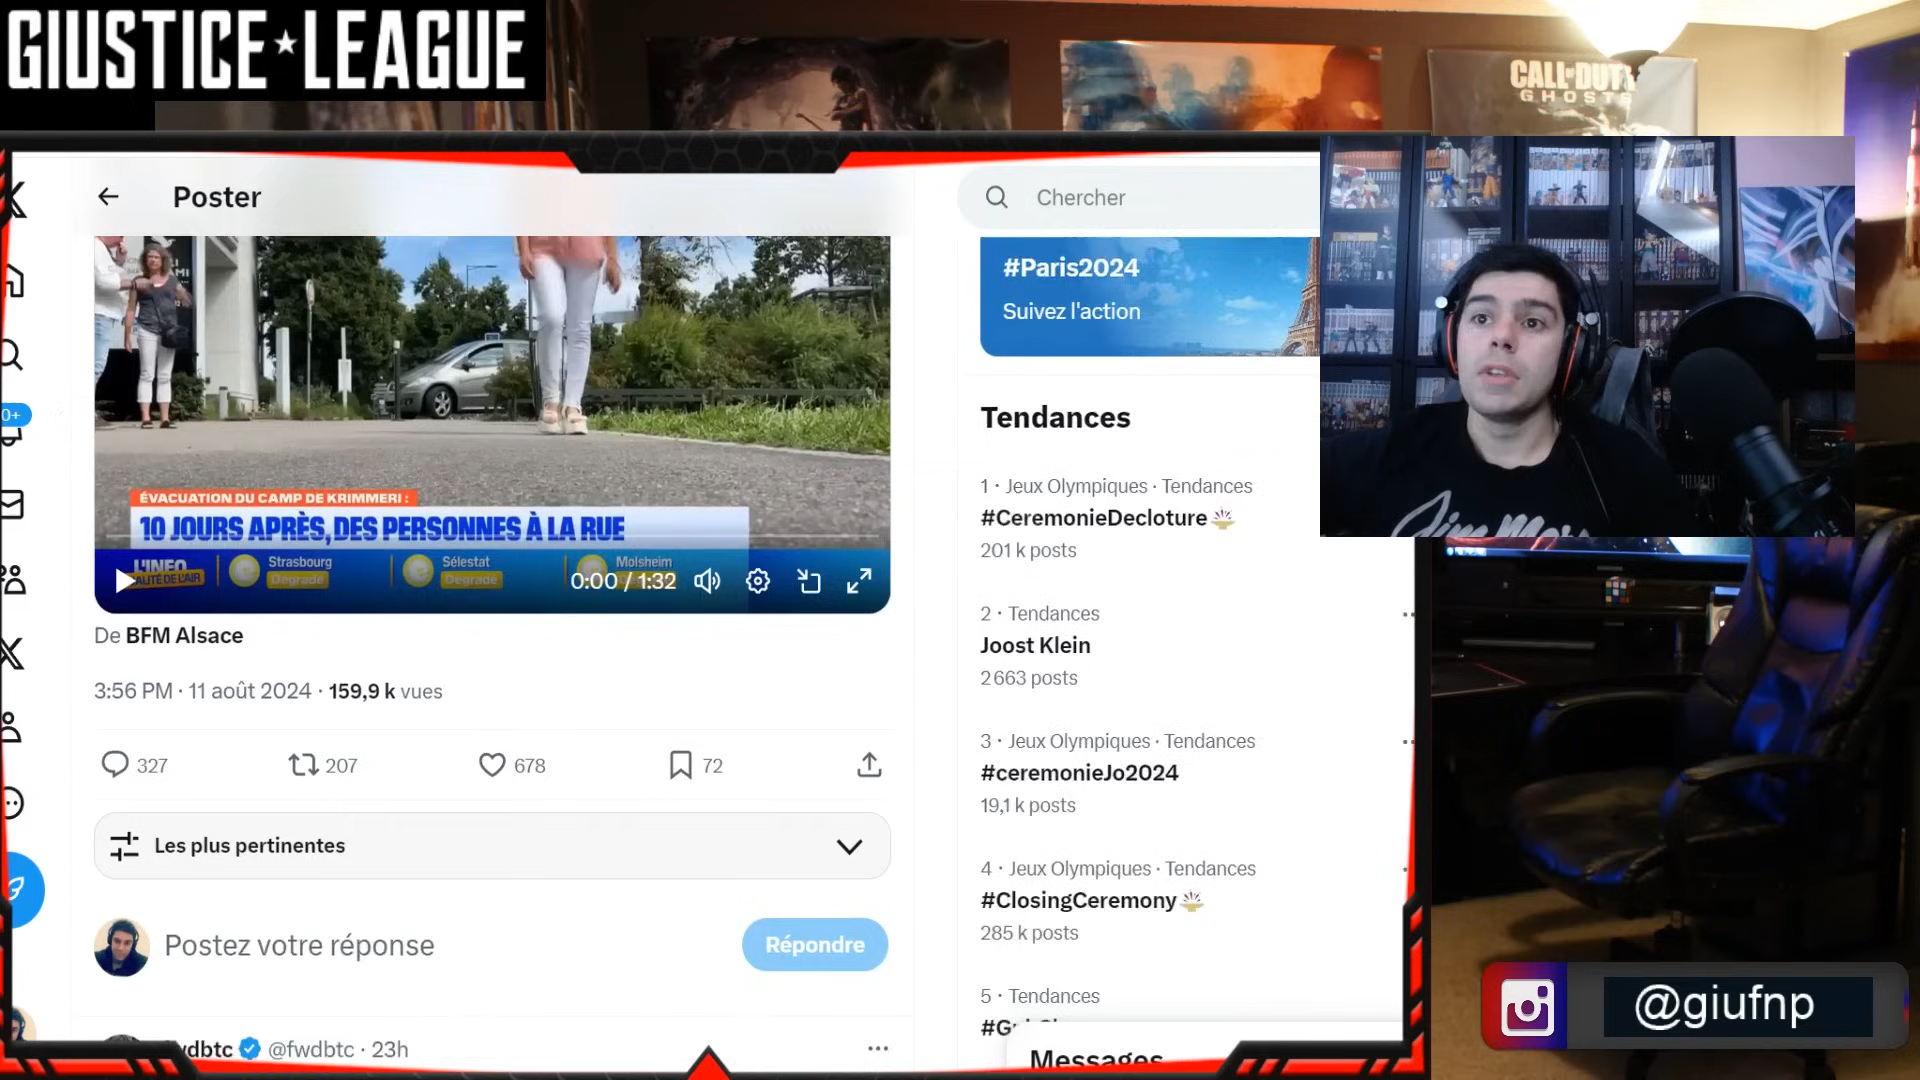 GIUSTICE★LEAGUE
CALL OF DUTY
GHOSTS
Poster
Chercher
#Paris2024
Suivez l'action
ÉVACUATION DU CAMP DE KRIMMERI :
10 JOURS APRÈS, DES PERSONNES À LA RUE
L'INFO
Strasbourg
Dégradé
Sélestat
Dégradé
Molsheim
0:00 / 1:32
De BFM Alsace
3:56 PM · 11 août 2024 · 159,9 k vues
327
207
678
72
Les plus pertinentes
Postez votre réponse
Répondre
@fwdbtc · 23h
Tendances
1 · Jeux Olympiques · Tendances
#CeremonieDecloture
201 k posts
2 · Tendances
Joost Klein
2 663 posts
3 · Jeux Olympiques · Tendances
#ceremonieJo2024
19,1 k posts
4 · Jeux Olympiques · Tendances
#ClosingCeremony
285 k posts
5 · Tendances
Messages
@giufnp